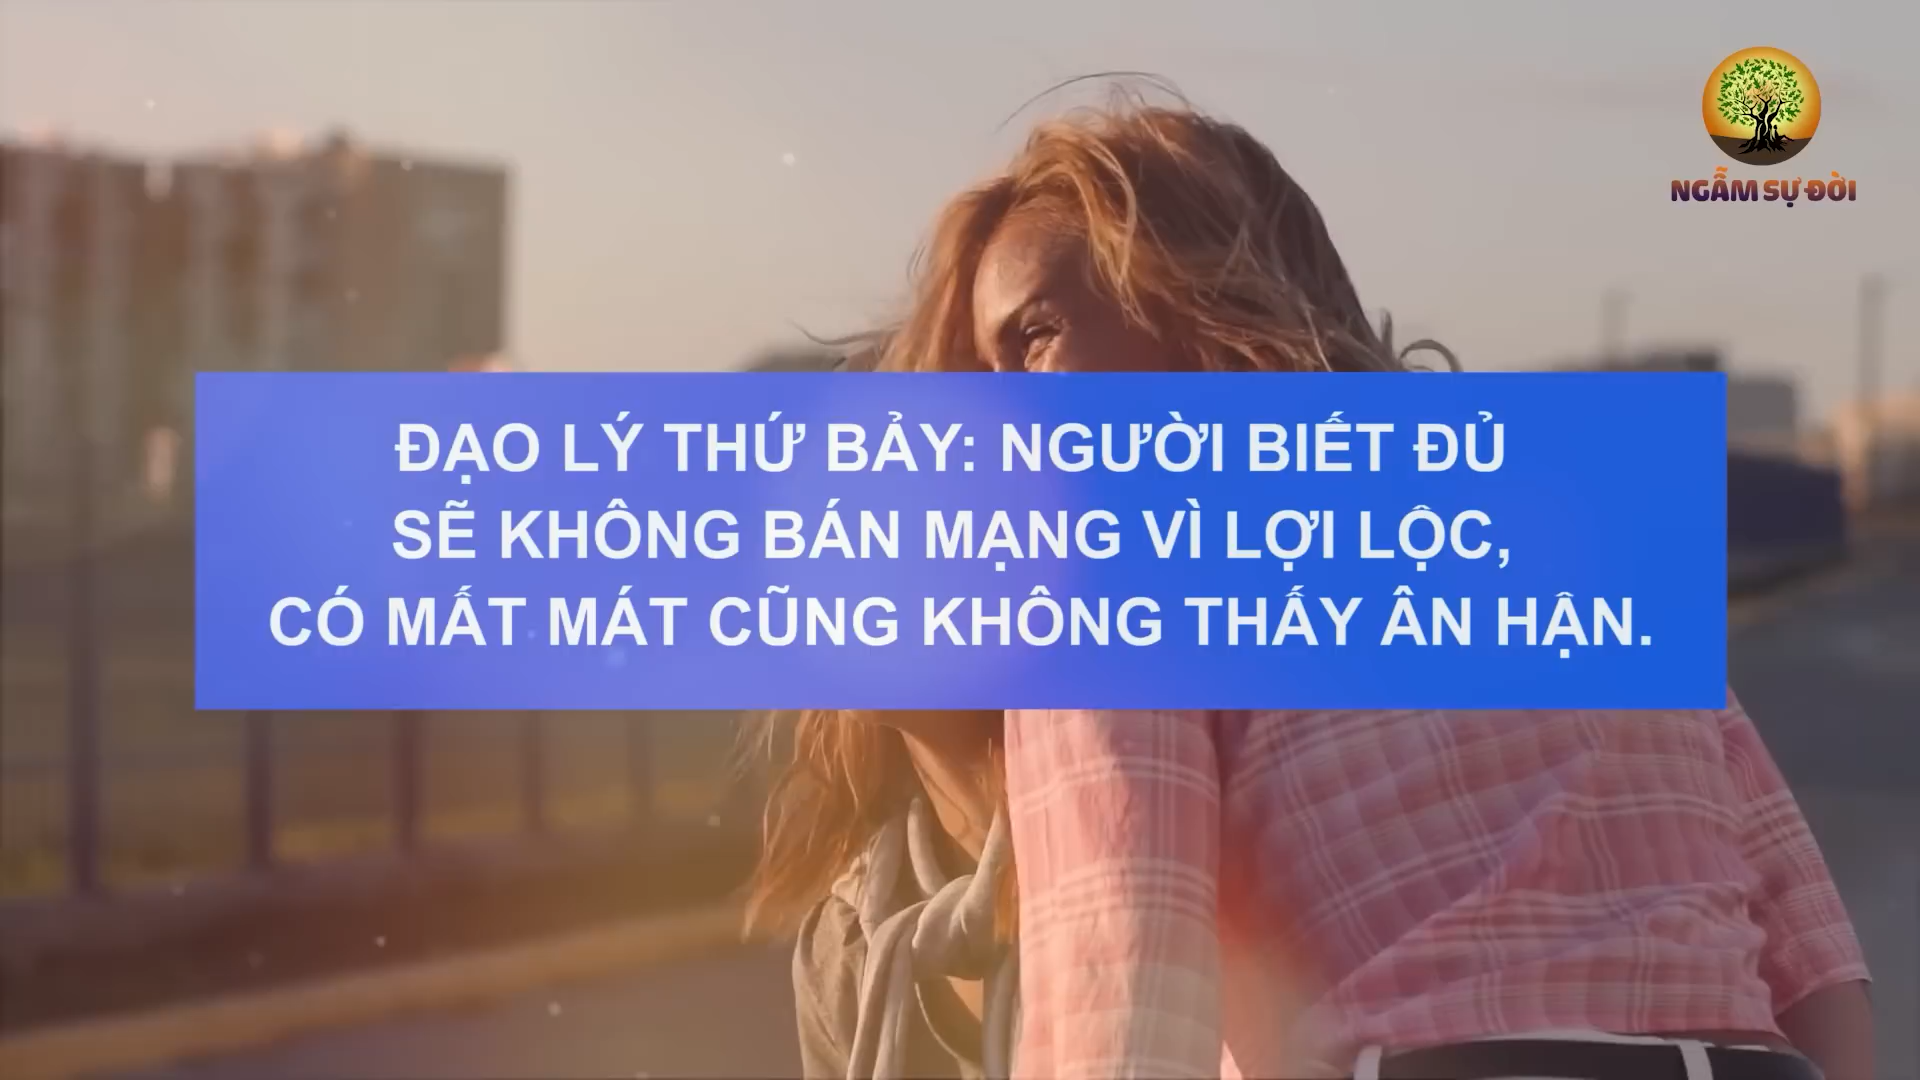 NGẪM SỰ ĐỜI
ĐẠO LÝ THỨ BẢY: NGƯỜI BIẾT ĐỦ
SẼ KHÔNG BÁN MẠNG VÌ LỢI LỘC,
CÓ MẤT MÁT CŨNG KHÔNG THẤY ÂN HẬN.